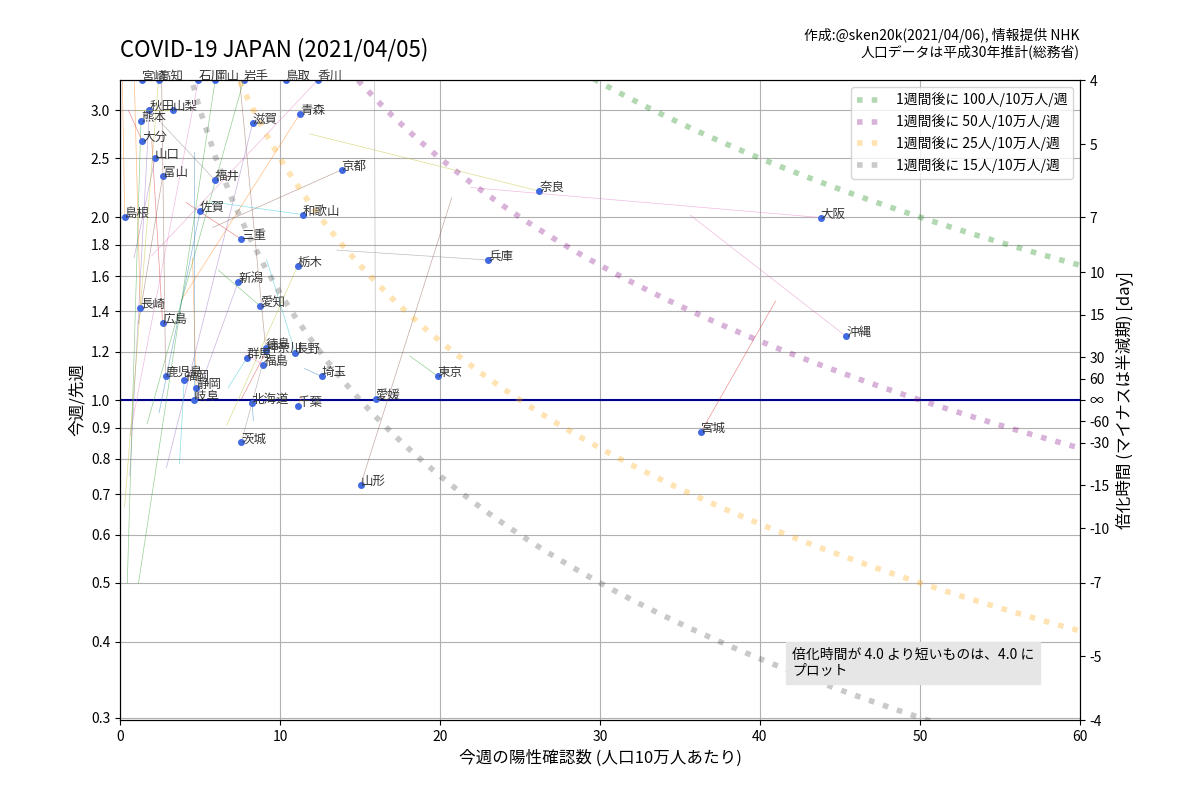 COVID-19 JAPAN (2021/04/05)
作成:@sken20k(2021/04/06), 情報提供 NHK
人口データは平成30年推計(総務省)
1週間後に 100人/10万人/週
1週間後に 50人/10万人/週
1週間後に 25人/10万人/週
1週間後に 15人/10万人/週
宮崎 高知 石川 岡山 岩手 鳥取 香川
秋田 山梨 青森
熊本 滋賀
大分
山口
富山 福井 京都
奈良
島根 佐賀 和歌山 大阪
三重
兵庫
栃木
新潟
長崎 愛知
広島 沖縄
徳島
群馬 神奈川 長野
福島
鹿児島 福岡 埼玉 東京
静岡
岐阜 北海道 千葉 愛媛
茨城 宮城
山形
3.0
2.5
2.0
1.8
1.6
1.4
1.2
1.0
0.9
0.8
0.7
0.6
0.5
0.4
0.3
今週/先週
4
5
7
10
15
30
60
∞
-60
-30
-15
-10
-7
-5
-4
倍化時間 (マイナスは半減期) [day]
倍化時間が 4.0 より短いものは、4.0 に
プロット
0 10 20 30 40 50 60
今週の陽性確認数 (人口10万人あたり)